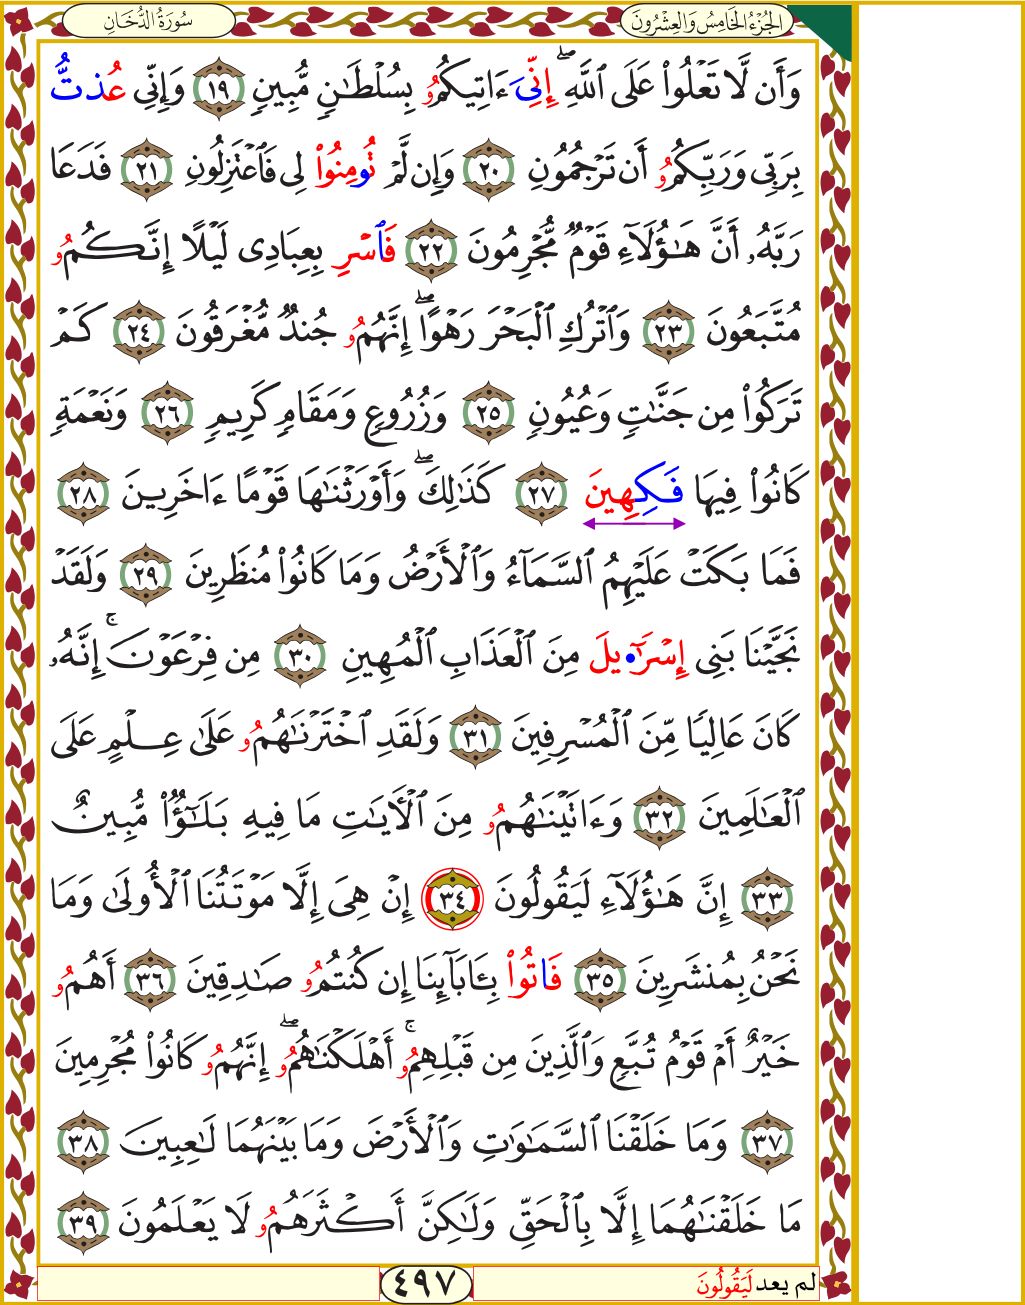 الجُزْءُ الخَامِسُ وَالعِشْرُونَ
سُورَةُ الدُّخَانِ
وَأَن لَّا تَعْلُوا۟ عَلَى ٱللَّهِۖ إِنِّيَ ءَاتِيكُمُۥ بِسُلْطَٰنٍ مُّبِينٍ ١٩ وَإِنِّى عُذتُّ
بِرَبِّى وَرَبِّكُمُۥ أَن تَرْجُمُونِ ٢٠ وَإِن لَّمْ تُومِنُوا۟ لِى فَٱعْتَزِلُونِ ٢١ فَدَعَا
رَبَّهُۥ أَنَّ هَٰٓؤُلَآءِ قَوْمٌ مُّجْرِمُونَ ٢٢ فَٱسْرِ بِعِبَادِى لَيْلًا إِنَّكُمُۥ
مُتَّبَعُونَ ٢٣ وَٱتْرُكِ ٱلْبَحْرَ رَهْوًاۖ إِنَّهُمُۥ جُندٌ مُّغْرَقُونَ ٢٤ كَمْ
تَرَكُوا۟ مِن جَنَّٰتٍ وَعُيُونٍ ٢٥ وَزُرُوعٍ وَمَقَامٍ كَرِيمٍ ٢٦ وَنَعْمَةٍ
كَانُوا۟ فِيهَا فَٰكِهِينَ ٢٧ كَذَٰلِكَۖ وَأَوْرَثْنَٰهَا قَوْمًا ءَاخَرِينَ ٢٨
فَمَا بَكَتْ عَلَيْهِمُ ٱلسَّمَآءُ وَٱلْأَرْضُ وَمَا كَانُوا۟ مُنظَرِينَ ٢٩ وَلَقَدْ
نَجَّيْنَا بَنِى إِسْرَٰٓ•يلَ مِنَ ٱلْعَذَابِ ٱلْمُهِينِ ٣٠ مِن فِرْعَوْنَۚ إِنَّهُۥ
كَانَ عَالِيًا مِّنَ ٱلْمُسْرِفِينَ ٣١ وَلَقَدِ ٱخْتَرْنَٰهُمُۥ عَلَىٰ عِلْمٍ عَلَى
ٱلْعَٰلَمِينَ ٣٢ وَءَاتَيْنَٰهُمُۥ مِنَ ٱلْأٓيَٰتِ مَا فِيهِ بَلَٰٓؤٌا۟ مُّبِينٌ
٣٣ إِنَّ هَٰٓؤُلَآءِ لَيَقُولُونَ ٣٤ إِنْ هِىَ إِلَّا مَوْتَتُنَا ٱلْأُولَىٰ وَمَا
نَحْنُ بِمُنشَرِينَ ٣٥ فَاتُوا۟ بِـَٔابَآئِنَا إِن كُنتُمُۥ صَٰدِقِينَ ٣٦ أَهُمُۥ
خَيْرٌ أَمْ قَوْمُ تُبَّعٍ وَٱلَّذِينَ مِن قَبْلِهِمُۥۚ أَهْلَكْنَٰهُمُۥۖ إِنَّهُمُۥ كَانُوا۟ مُجْرِمِينَ
٣٧ وَمَا خَلَقْنَا ٱلسَّمَٰوَٰتِ وَٱلْأَرْضَ وَمَا بَيْنَهُمَا لَٰعِبِينَ ٣٨
مَا خَلَقْنَٰهُمَا إِلَّا بِٱلْحَقِّ وَلَٰكِنَّ أَكْثَرَهُمُۥ لَا يَعْلَمُونَ ٣٩
لم يعد لَيَقُولُونَ
٤٩٧